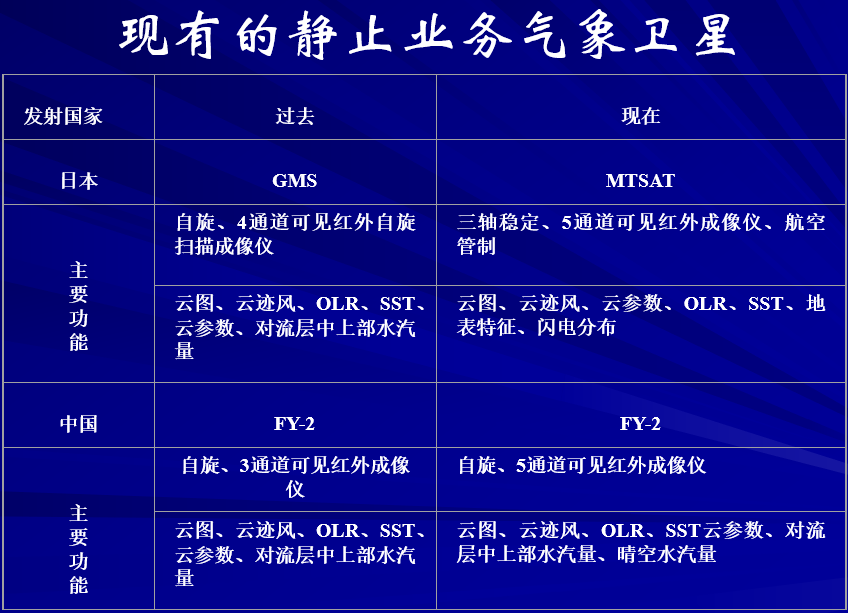 现有的静止业务气象卫星
发射国家
过去
现在
日本
GMS
MTSAT
主
要
功
能
自旋、4通道可见红外自旋
扫描成像仪
三轴稳定、5通道可见红外成像仪、航空
管制
云图、云迹风、OLR、SST、
云参数、对流层中上部水汽
量
云图、云迹风、云参数、OLR、SST、地
表特征、闪电分布
中国
FY-2
FY-2
主
要
功
能
自旋、3通道可见红外成像
仪
自旋、5通道可见红外成像仪
云图、云迹风、OLR、SST、
云参数、对流层中上部水汽
量
云图、云迹风、OLR、SST云参数、对流
层中上部水汽量、晴空水汽量